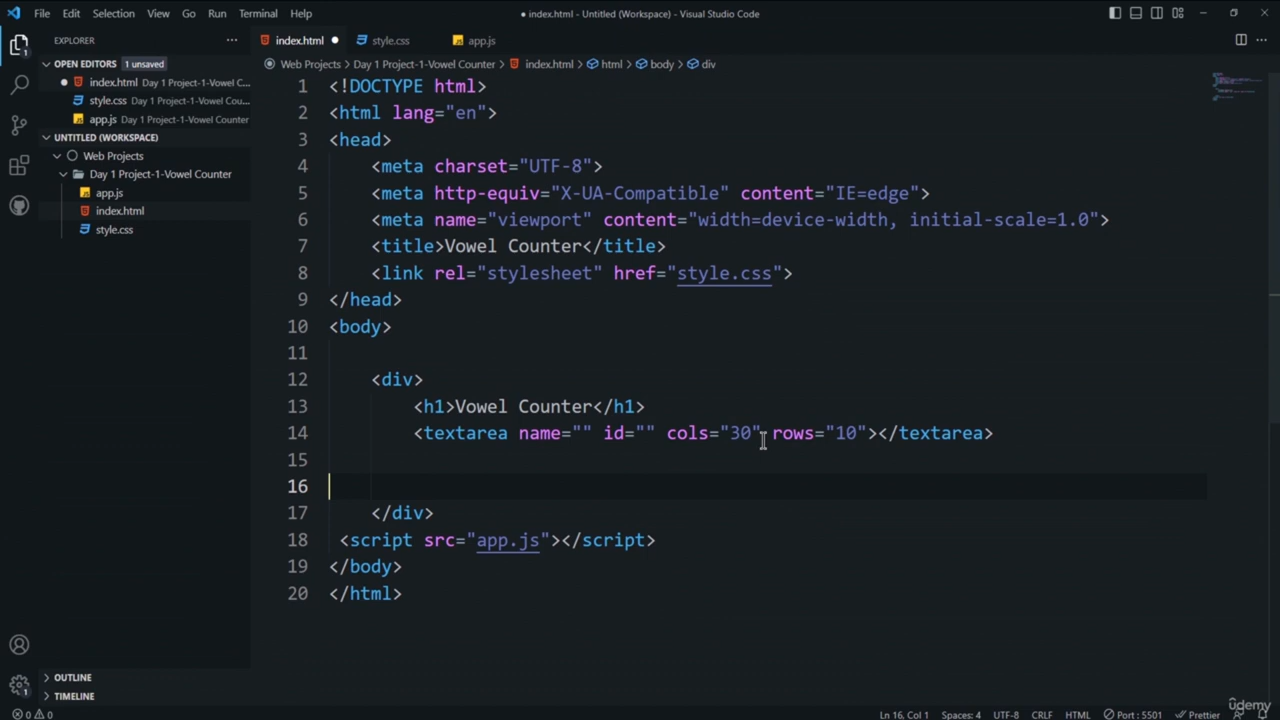 File Edit Selection View Go Run Terminal Help
● index.html - Untitled (Workspace) - Visual Studio Code
EXPLORER
index.html
style.css
app.js
OPEN EDITORS 1 unsaved
Web Projects > Day 1 Project-1-Vowel Counter > index.html > html > body > div
index.html Day 1 Project-1-Vowel C...
style.css Day 1 Project-1-Vowel Cou...
app.js Day 1 Project-1-Vowel Counter
UNTITLED (WORKSPACE)
Web Projects
Day 1 Project-1-Vowel Counter
app.js
index.html
style.css
1 <!DOCTYPE html>
2 <html lang="en">
3 <head>
4 <meta charset="UTF-8">
5 <meta http-equiv="X-UA-Compatible" content="IE=edge">
6 <meta name="viewport" content="width=device-width, initial-scale=1.0">
7 <title>Vowel Counter</title>
8 <link rel="stylesheet" href="style.css">
9 </head>
10 <body>
11
12 <div>
13 <h1>Vowel Counter</h1>
14 <textarea name="" id="" cols="30" rows="10"></textarea>
15
16
17 </div>
18 <script src="app.js"></script>
19 </body>
20 </html>
OUTLINE
TIMELINE
0 0
Ln 16, Col 1 Spaces: 4 UTF-8 CRLF HTML Port : 5501 Prettier
udemy